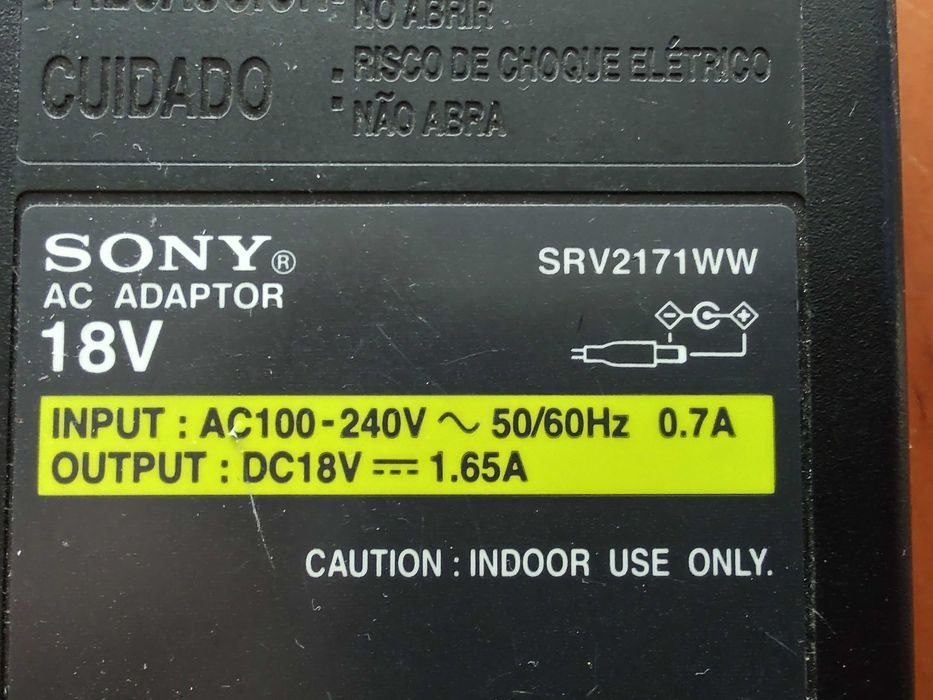 PRECAUCIÓN: NO ABRIR
CUIDADO : RISCO DE CHOQUE ELÉTRICO
NÃO ABRA
SONY®
SRV2171WW
AC ADAPTOR
18V
INPUT : AC100-240V ~ 50/60Hz 0.7A
OUTPUT : DC18V ⎓ 1.65A
CAUTION : INDOOR USE ONLY.